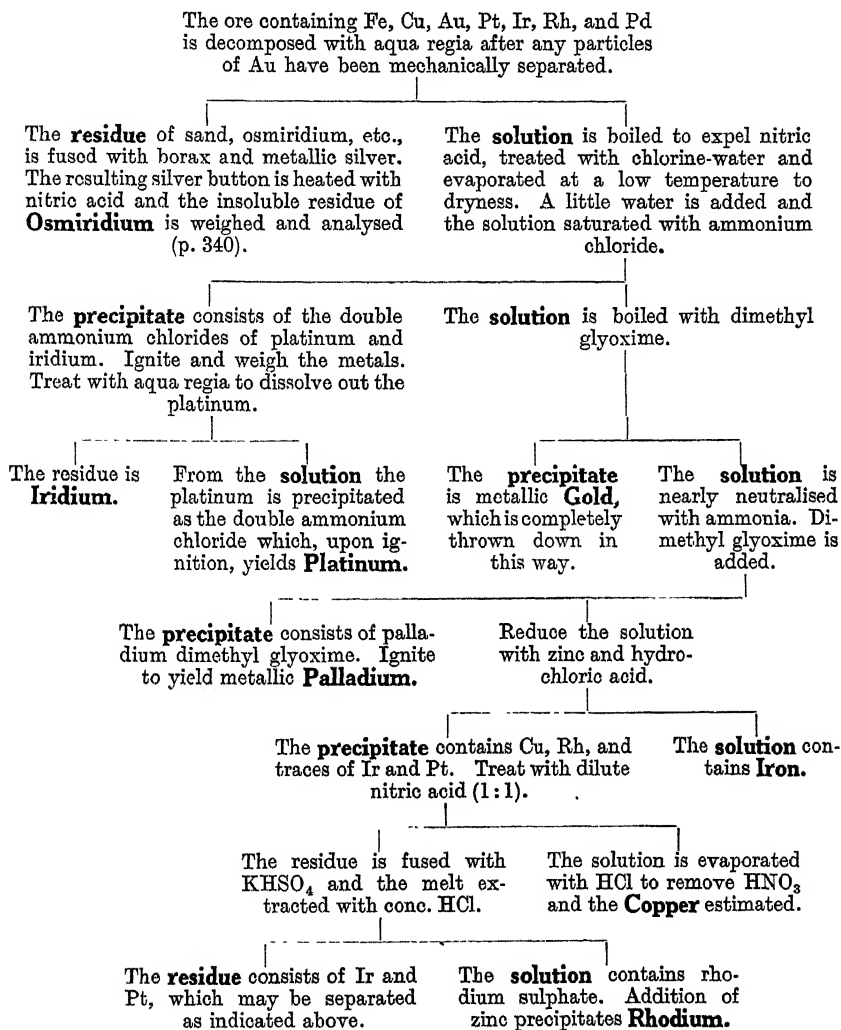 The ore containing Fe, Cu, Au, Pt, Ir, Rh, and Pd
is decomposed with aqua regia after any particles
of Au have been mechanically separated.
The residue of sand, osmiridium, etc.,
is fused with borax and metallic silver.
The resulting silver button is heated with
nitric acid and the insoluble residue of
Osmiridium is weighed and analysed
(p. 340).
The solution is boiled to expel nitric
acid, treated with chlorine-water and
evaporated at a low temperature to
dryness. A little water is added and
the solution saturated with ammonium
chloride.
The precipitate consists of the double
ammonium chlorides of platinum and
iridium. Ignite and weigh the metals.
Treat with aqua regia to dissolve out the
platinum.
The solution is boiled with dimethyl
glyoxime.
The residue is
Iridium.
From the solution the
platinum is precipitated
as the double ammonium
chloride which, upon ig-
nition, yields Platinum.
The precipitate
is metallic Gold,
which is completely
thrown down in
this way.
The solution is
nearly neutralised
with ammonia. Di-
methyl glyoxime is
added.
The precipitate consists of palla-
dium dimethyl glyoxime. Ignite
to yield metallic Palladium.
Reduce the solution
with zinc and hydro-
chloric acid.
The precipitate contains Cu, Rh, and
traces of Ir and Pt. Treat with dilute
nitric acid (1:1).
The solution con-
tains Iron.
The residue is fused with
KHSO₄ and the melt ex-
tracted with conc. HCl.
The solution is evaporated
with HCl to remove HNO₃
and the Copper estimated.
The residue consists of Ir and
Pt, which may be separated
as indicated above.
The solution contains rho-
dium sulphate. Addition of
zinc precipitates Rhodium.